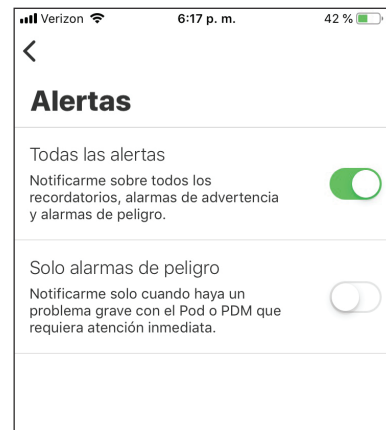 Verizon 6:17 p. m. 42 %
Alertas
Todas las alertas
Notificarme sobre todos los
recordatorios, alarmas de advertencia
y alarmas de peligro.
Solo alarmas de peligro
Notificarme solo cuando haya un
problema grave con el Pod o PDM que
requiera atención inmediata.